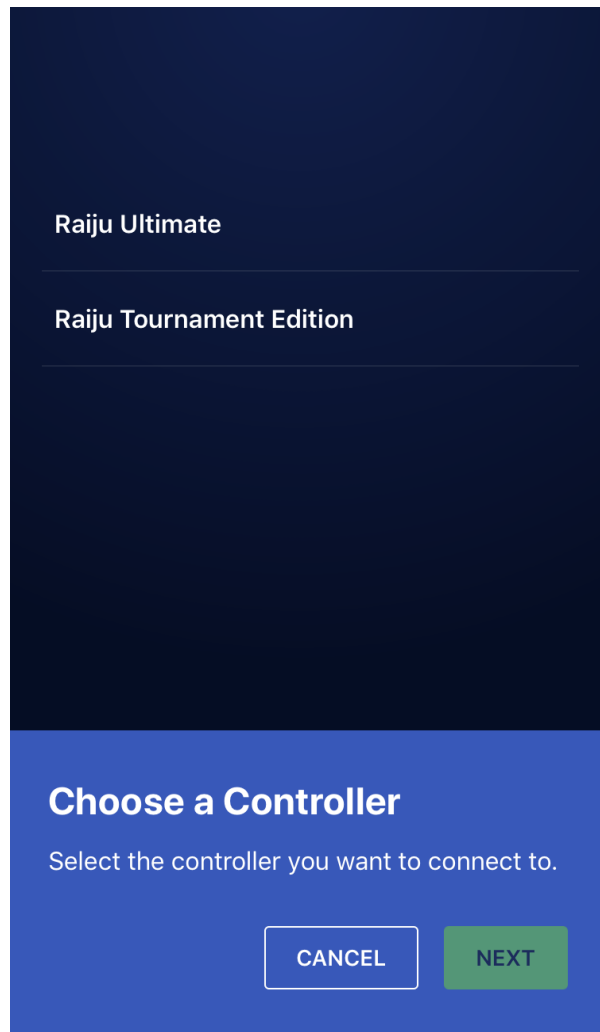 Raiju Ultimate
Raiju Tournament Edition
Choose a Controller
Select the controller you want to connect to.
CANCEL
NEXT